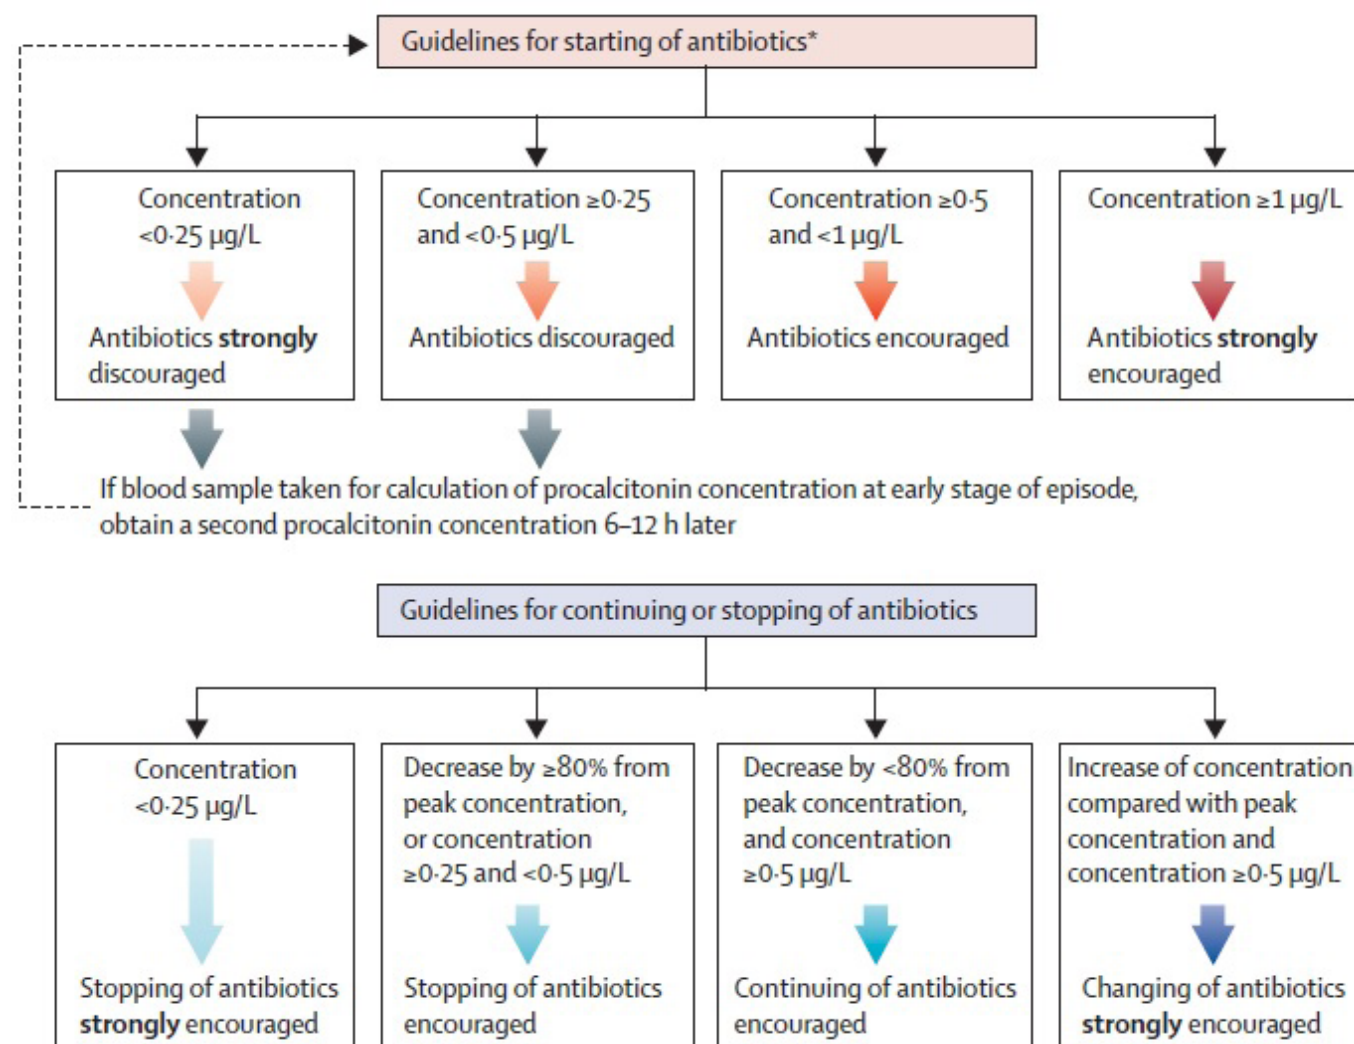 Guidelines for starting of antibiotics*
Concentration
<0·25 µg/L
Antibiotics strongly
discouraged
Concentration ≥0·25
and <0·5 µg/L
Antibiotics discouraged
Concentration ≥0·5
and <1 µg/L
Antibiotics encouraged
Concentration ≥1 µg/L
Antibiotics strongly
encouraged
If blood sample taken for calculation of procalcitonin concentration at early stage of episode,
obtain a second procalcitonin concentration 6–12 h later
Guidelines for continuing or stopping of antibiotics
Concentration
<0·25 µg/L
Stopping of antibiotics
strongly encouraged
Decrease by ≥80% from
peak concentration,
or concentration
≥0·25 and <0·5 µg/L
Stopping of antibiotics
encouraged
Decrease by <80% from
peak concentration,
and concentration
≥0·5 µg/L
Continuing of antibiotics
encouraged
Increase of concentration
compared with peak
concentration and
concentration ≥0·5 µg/L
Changing of antibiotics
strongly encouraged